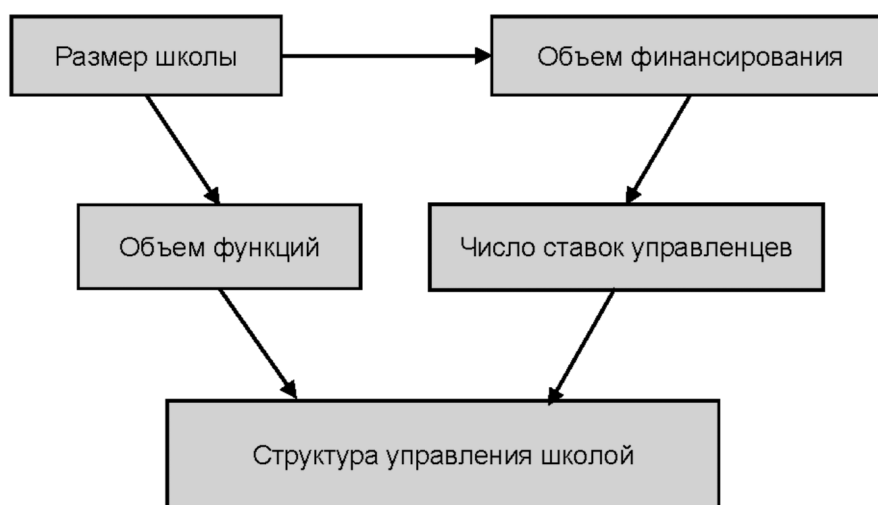 Размер школы
Объем финансирования
Объем функций
Число ставок управленцев
Структура управления школой